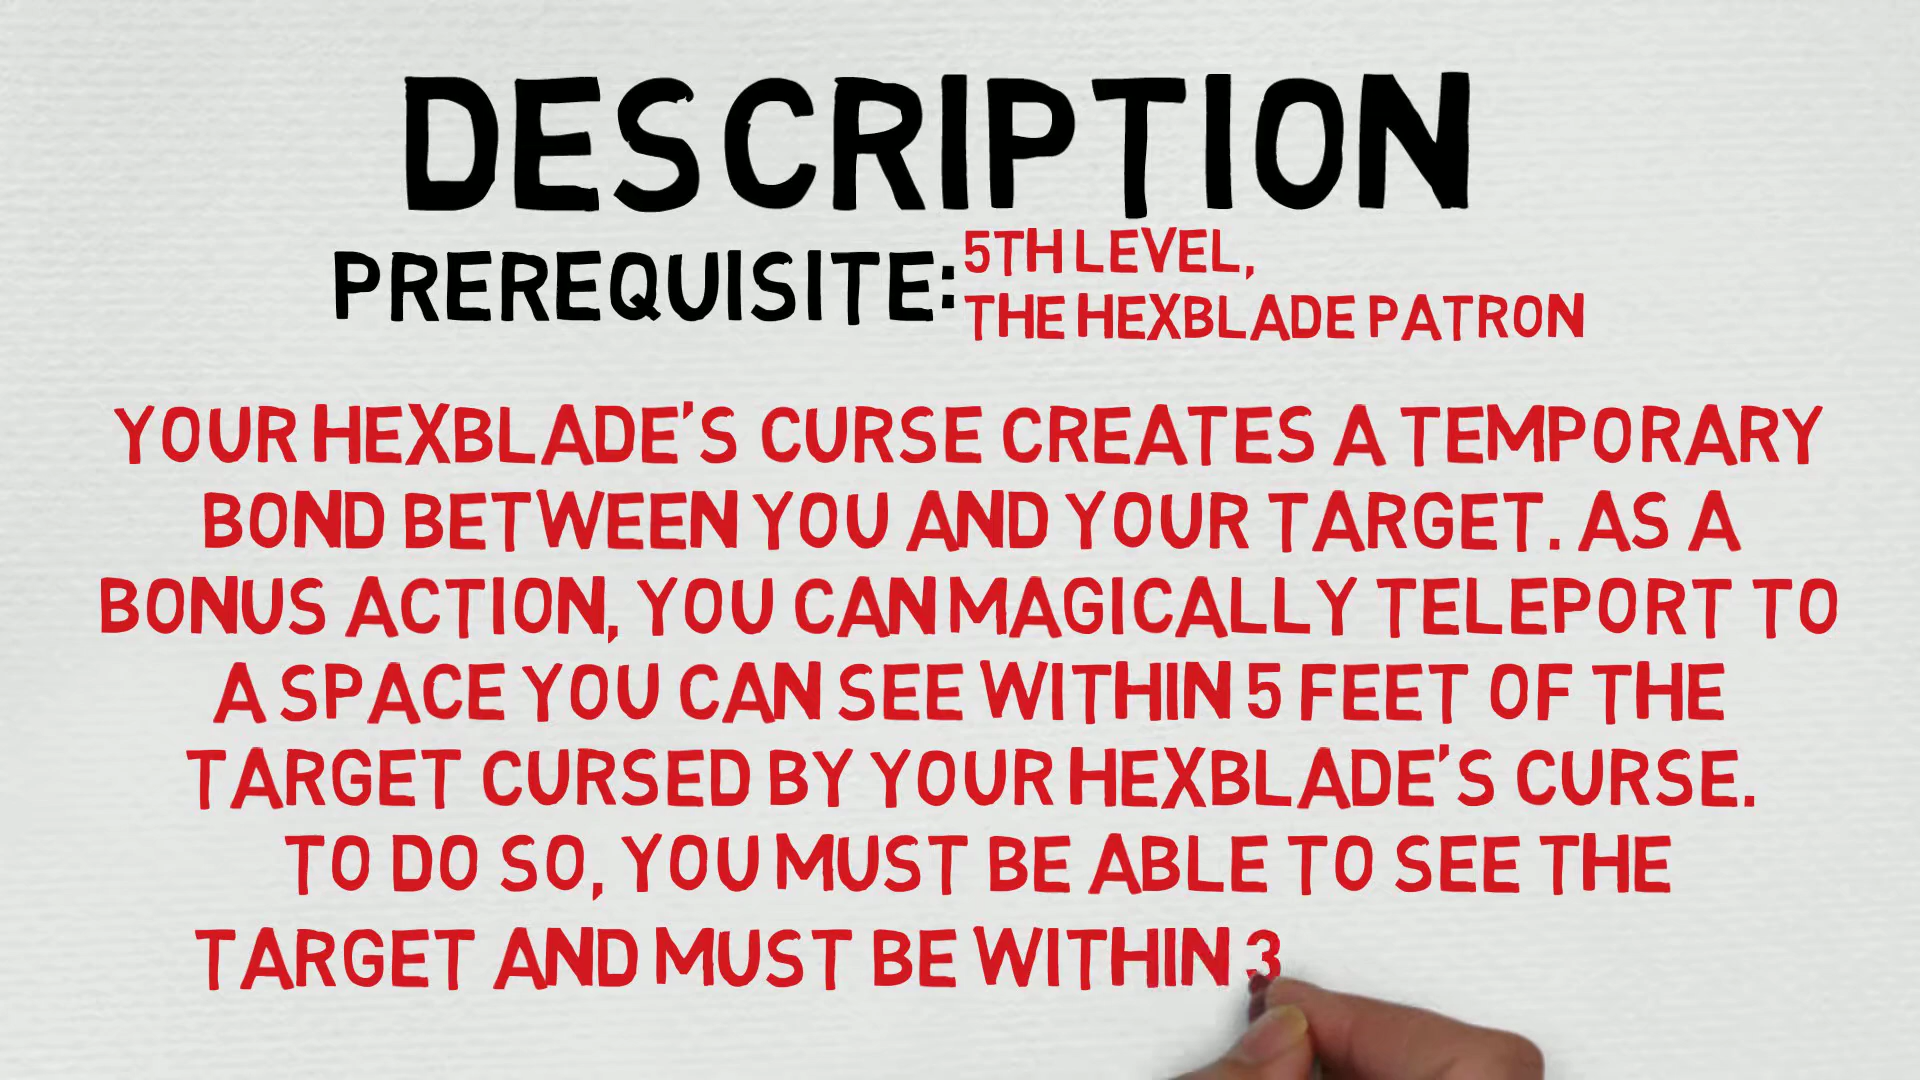 DESCRIPTION
PREREQUISITE: 5TH LEVEL,
THE HEXBLADE PATRON
YOUR HEXBLADE'S CURSE CREATES A TEMPORARY
BOND BETWEEN YOU AND YOUR TARGET. AS A
BONUS ACTION, YOU CAN MAGICALLY TELEPORT TO
A SPACE YOU CAN SEE WITHIN 5 FEET OF THE
TARGET CURSED BY YOUR HEXBLADE'S CURSE.
TO DO SO, YOU MUST BE ABLE TO SEE THE
TARGET AND MUST BE WITHIN 3